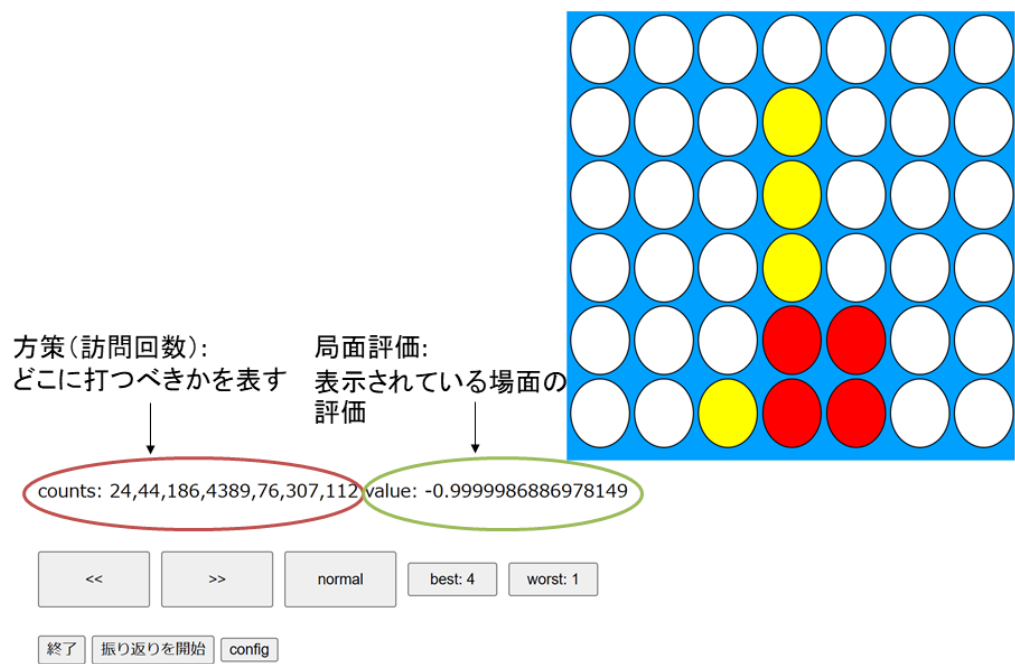 方策（訪問回数）:
どこに打つべきかを表す
局面評価:
表示されている場面の
評価
counts: 24,44,186,4389,76,307,112 value: -0.9999986886978149
<< >> normal best: 4 worst: 1
終了 振り返りを開始 config